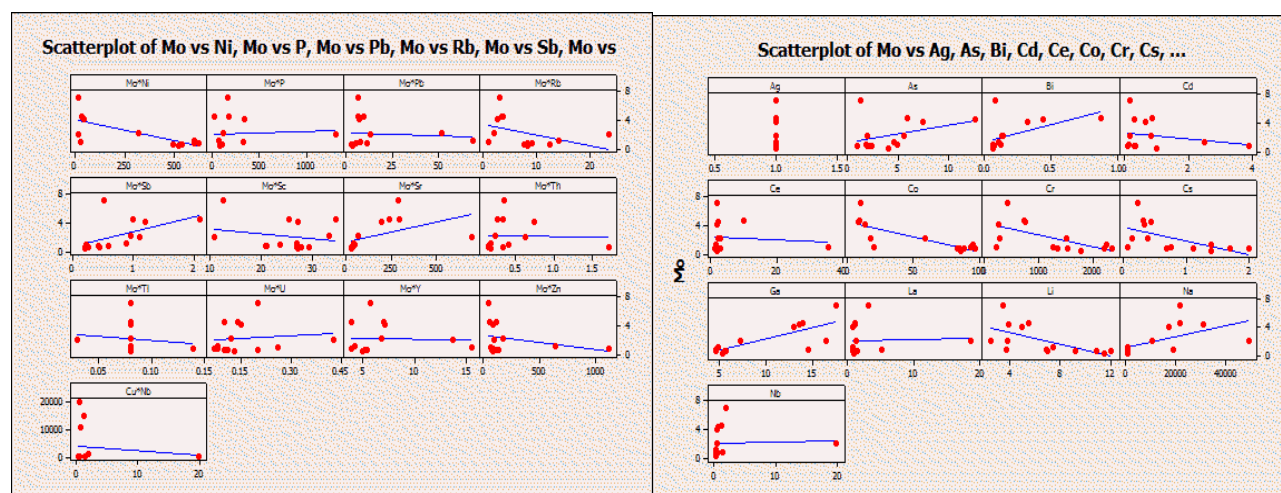 Scatterplot of Mo vs Ni, Mo vs P, Mo vs Pb, Mo vs Rb, Mo vs Sb, Mo vs
Mo*Ni Mo*P Mo*Pb Mo*Rb
8
4
0
0 250 500 0 500 1000 0 25 50 0 10 20
Mo*Sb Mo*Sc Mo*Sr Mo*Th
8
4
0
0 1 2 10 20 30 0 250 500 0.5 1.0 1.5
Mo*Tl Mo*U Mo*Y Mo*Zn
8
4
0
0.05 0.10 0.15 0.15 0.30 0.45 5 10 15 0 500 1000
Cu*Nb
20000
10000
0
0 10 20
Scatterplot of Mo vs Ag, As, Bi, Cd, Ce, Co, Cr, Cs, ...
Ag As Bi Cd
8
4
0
0.5 1.0 1.5 0 5 10 0.0 0.5 1.0 0 2 4
Ce Co Cr Cs
8
4
0
0 20 40 0 50 100 0 1000 2000 0 1 2
Mo
Ga La Li Na
8
4
0
5 10 15 0 10 20 4 8 12 0 20000 40000
Nb
8
4
0
0 10 20